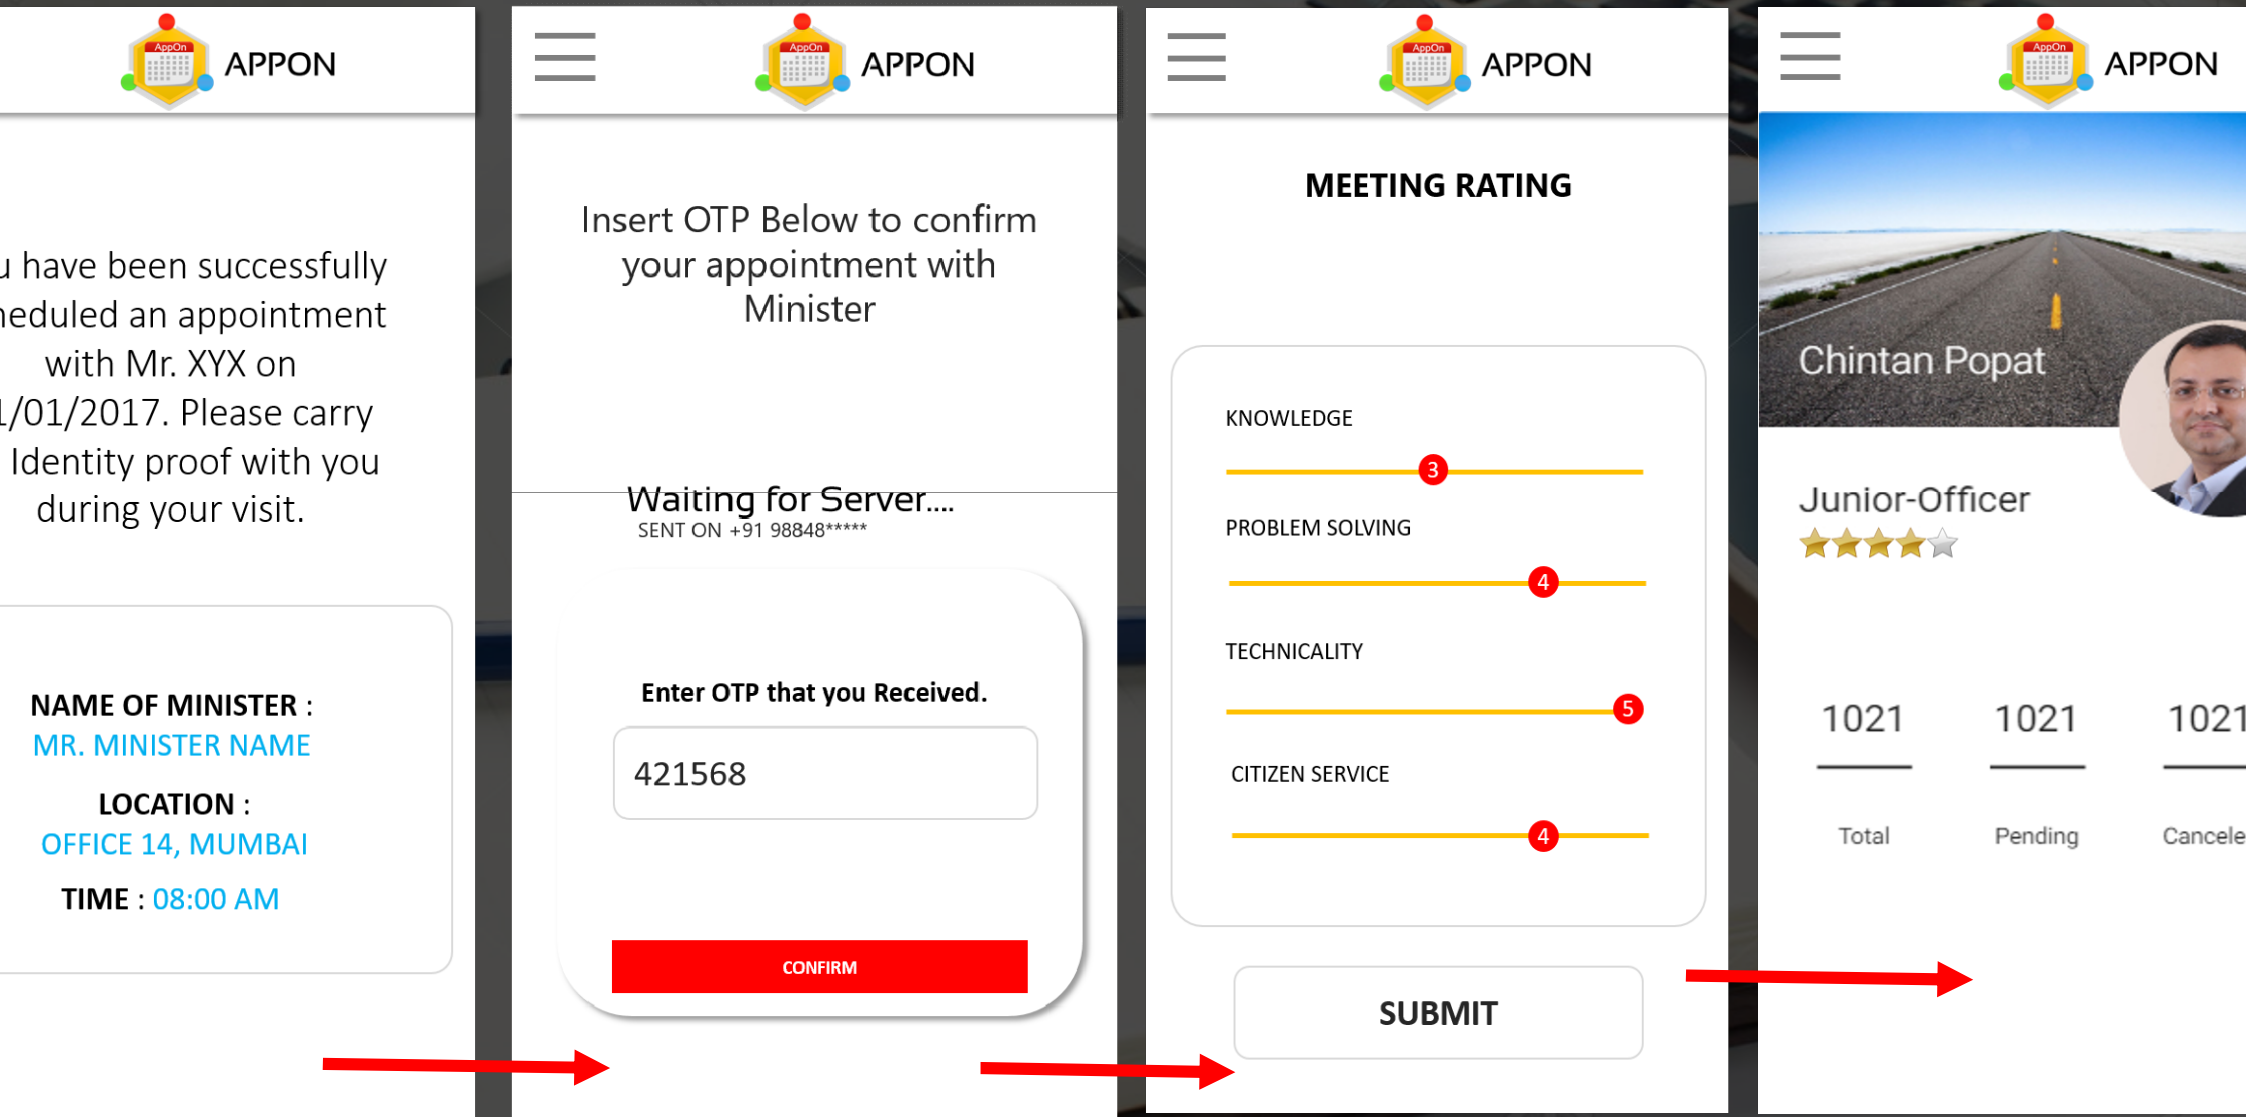 AppOn
APPON
u have been successfully
heduled an appointment
with Mr. XYX on
1/01/2017. Please carry
Identity proof with you
during your visit.
NAME OF MINISTER :
MR. MINISTER NAME
LOCATION :
OFFICE 14, MUMBAI
TIME : 08:00 AM
AppOn
APPON
Insert OTP Below to confirm
your appointment with
Minister
Waiting for Server....
SENT ON +91 98848*****
Enter OTP that you Received.
421568
CONFIRM
AppOn
APPON
MEETING RATING
KNOWLEDGE
3
PROBLEM SOLVING
4
TECHNICALITY
5
CITIZEN SERVICE
4
SUBMIT
AppOn
APPON
Chintan Popat
Junior-Officer
1021 1021 1021
Total Pending Cancele